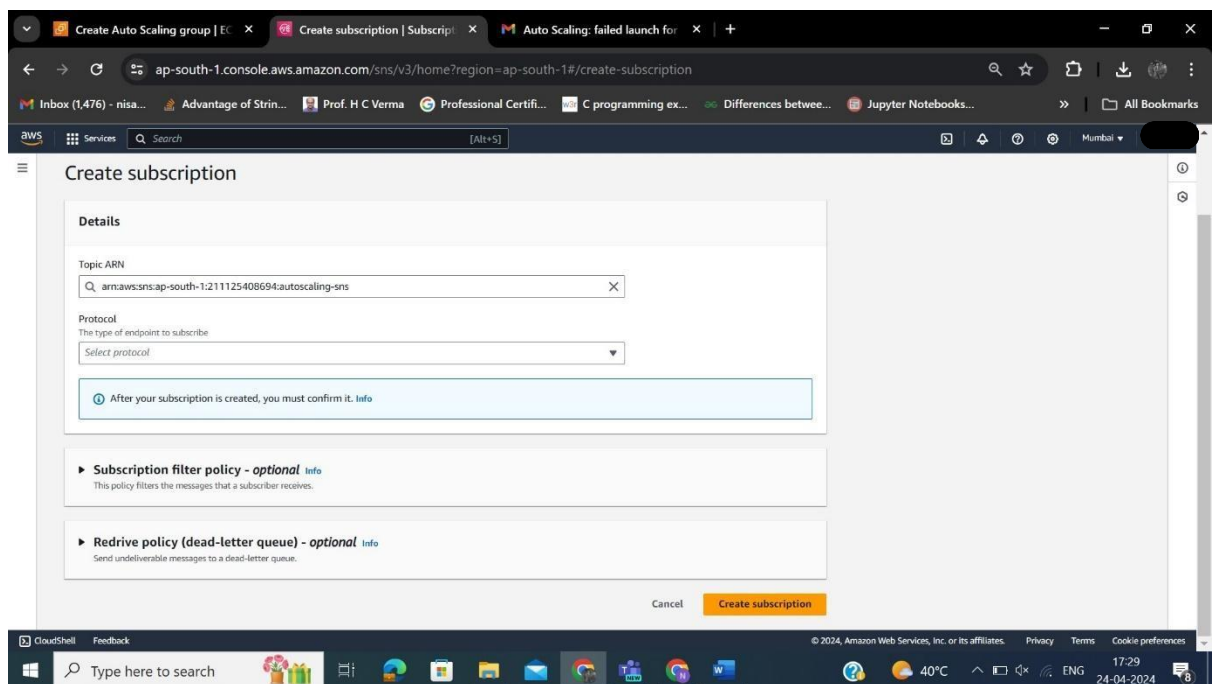 Create Auto Scaling group | EC
Create subscription | Subscript
Auto Scaling: failed launch for
ap-south-1.console.aws.amazon.com/sns/v3/home?region=ap-south-1#/create-subscription
Inbox (1,476) - nisa...
Advantage of Strin...
Prof. H C Verma
Professional Certifi...
C programming ex...
Differences betwee...
Jupyter Notebooks...
»
All Bookmarks
aws
Services
Search
[Alt+S]
Mumbai
Create subscription
Details
Topic ARN
arn:aws:sns:ap-south-1:211125408694:autoscaling-sns
Protocol
The type of endpoint to subscribe
Select protocol
After your subscription is created, you must confirm it. Info
Subscription filter policy - optional Info
This policy filters the messages that a subscriber receives.
Redrive policy (dead-letter queue) - optional Info
Send undeliverable messages to a dead-letter queue.
Cancel
Create subscription
CloudShell
Feedback
© 2024, Amazon Web Services, Inc. or its affiliates.
Privacy
Terms
Cookie preferences
Type here to search
40°C
ENG
17:29
24-04-2024